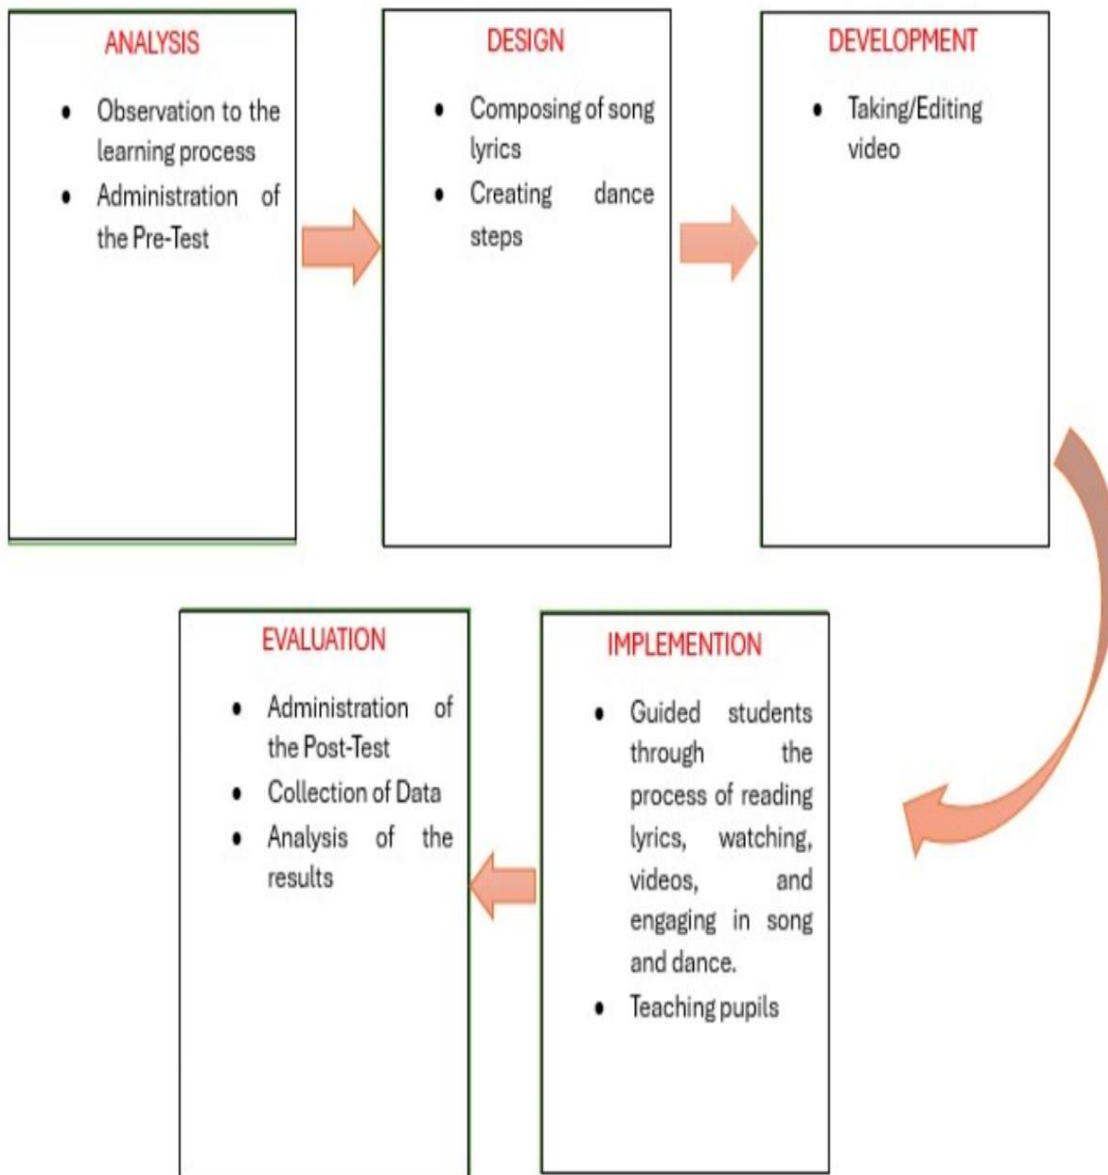 ANALYSIS
• Observation to the
learning process
• Administration of
the Pre-Test
DESIGN
• Composing of song
lyrics
• Creating dance
steps
DEVELOPMENT
• Taking/Editing
video
IMPLEMENTION
• Guided students
through the
process of reading
lyrics, watching,
videos, and
engaging in song
and dance.
• Teaching pupils
EVALUATION
• Administration of
the Post-Test
• Collection of Data
• Analysis of the
results